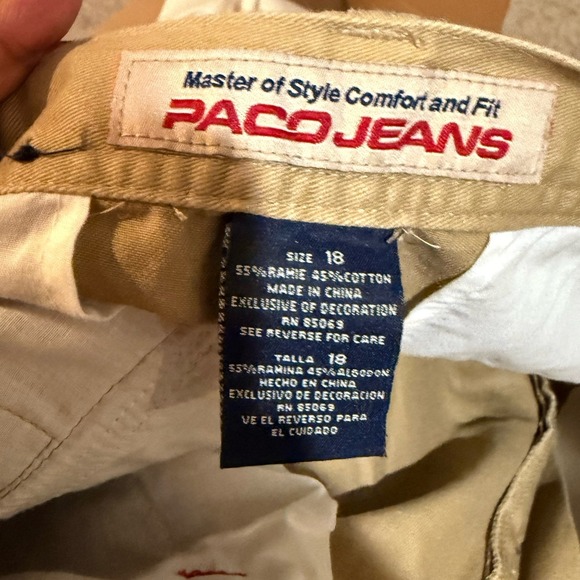 Master of Style Comfort and Fit
PACO JEANS
SIZE 18
55%RAMIE 45%COTTON
MADE IN CHINA
EXCLUSIVE OF DECORATION
RN 85069
SEE REVERSE FOR CARE
TALLA 18
55%RAMINA 45%ALGODON
HECHO EN CHINA
EXCLUSIVO DE DECORACION
RN 85069
VE EL REVERSO PARA
EL CUIDADO